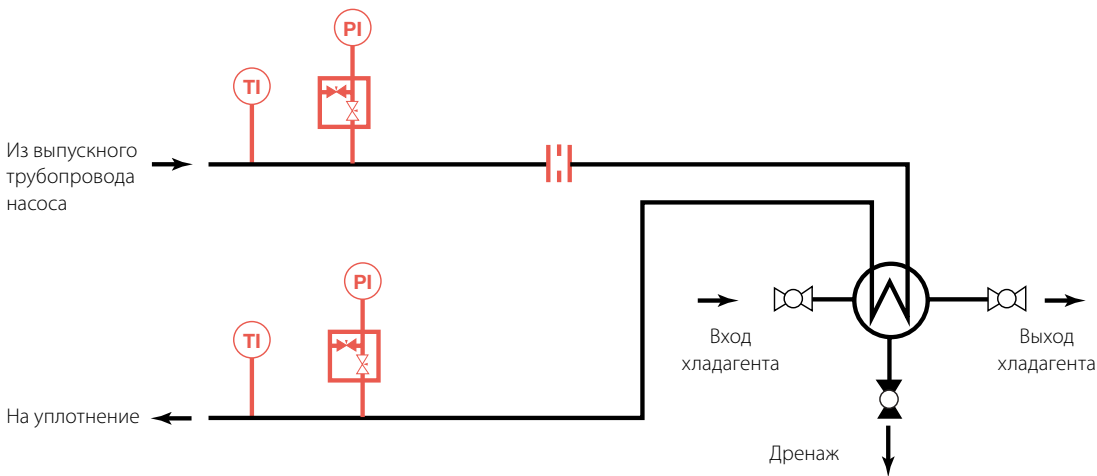 PI
TI
Из выпускного
трубопровода
насоса
PI
TI
Вход
хладагента
Выход
хладагента
На уплотнение
Дренаж